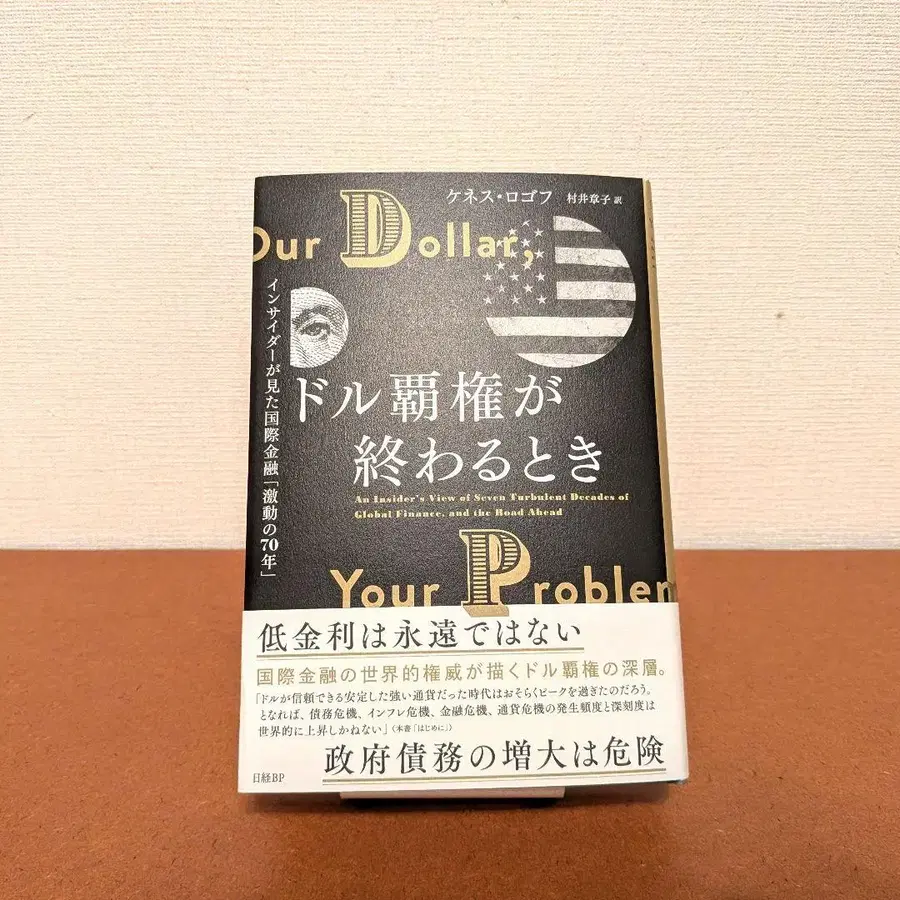 ケネス・ロゴフ 村井章子 訳
Our Dollar,
インサイダーが見た国際金融「激動の70年」
ドル覇権が
終わるとき
An Insider's View of Seven Turbulent Decades of
Global Finance, and the Road Ahead
Your Problem
低金利は永遠ではない
国際金融の世界的権威が描くドル覇権の深層。
「ドルが信頼できる安定した強い通貨だった時代はおそらくピークを過ぎたのだろう。
となれば、債務危機、インフレ危機、金融危機、通貨危機の発生頻度と深刻度は
世界的に上昇しかねない」(本書「はじめに」)
政府債務の増大は危険
日経BP